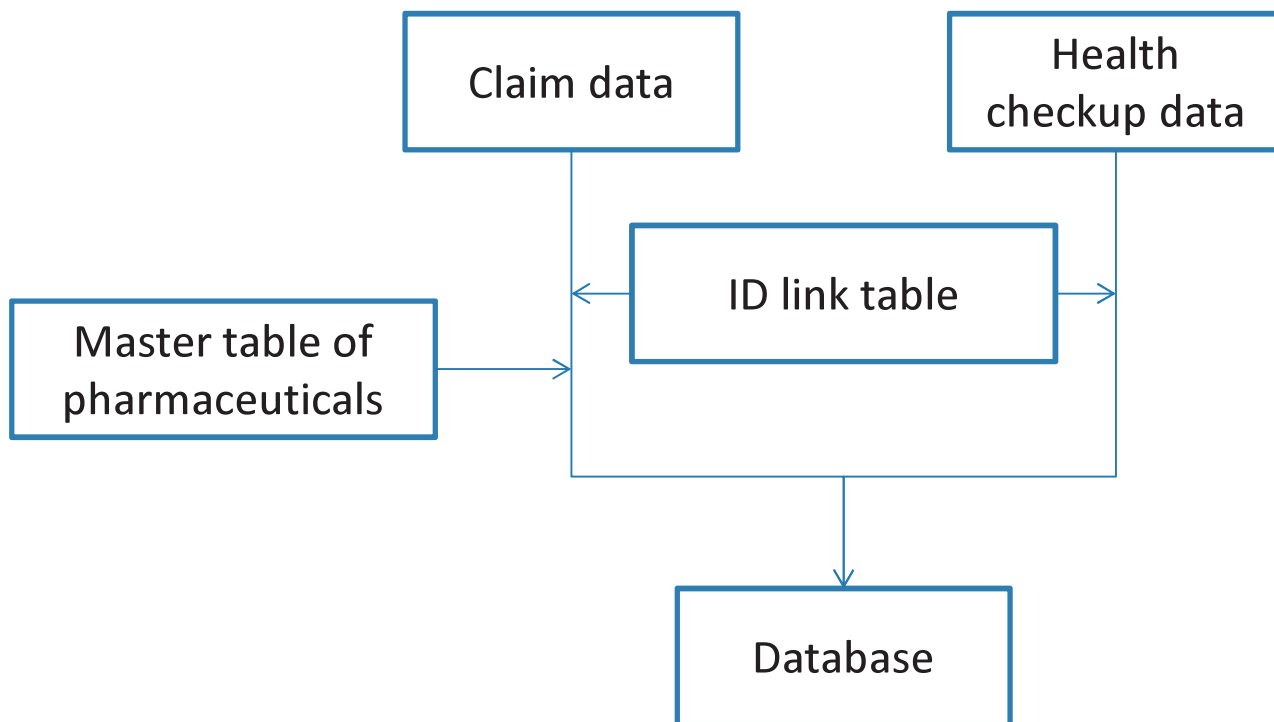 Claim data
Health
checkup data
ID link table
Master table of
pharmaceuticals
Database